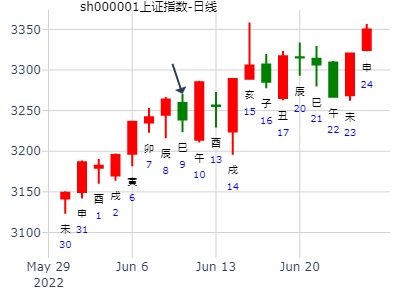 sh000001上证指数-日线
3350
3300
3250
3200
3150
3100
未
30
申
31
酉
1
戌
2
寅
6
卯
7
辰
8
巳
9
午
10
酉
13
戌
14
亥
15
子
16
丑
17
辰
20
巳
21
午
22
未
23
申
24
May 29
2022
Jun 6
Jun 13
Jun 20